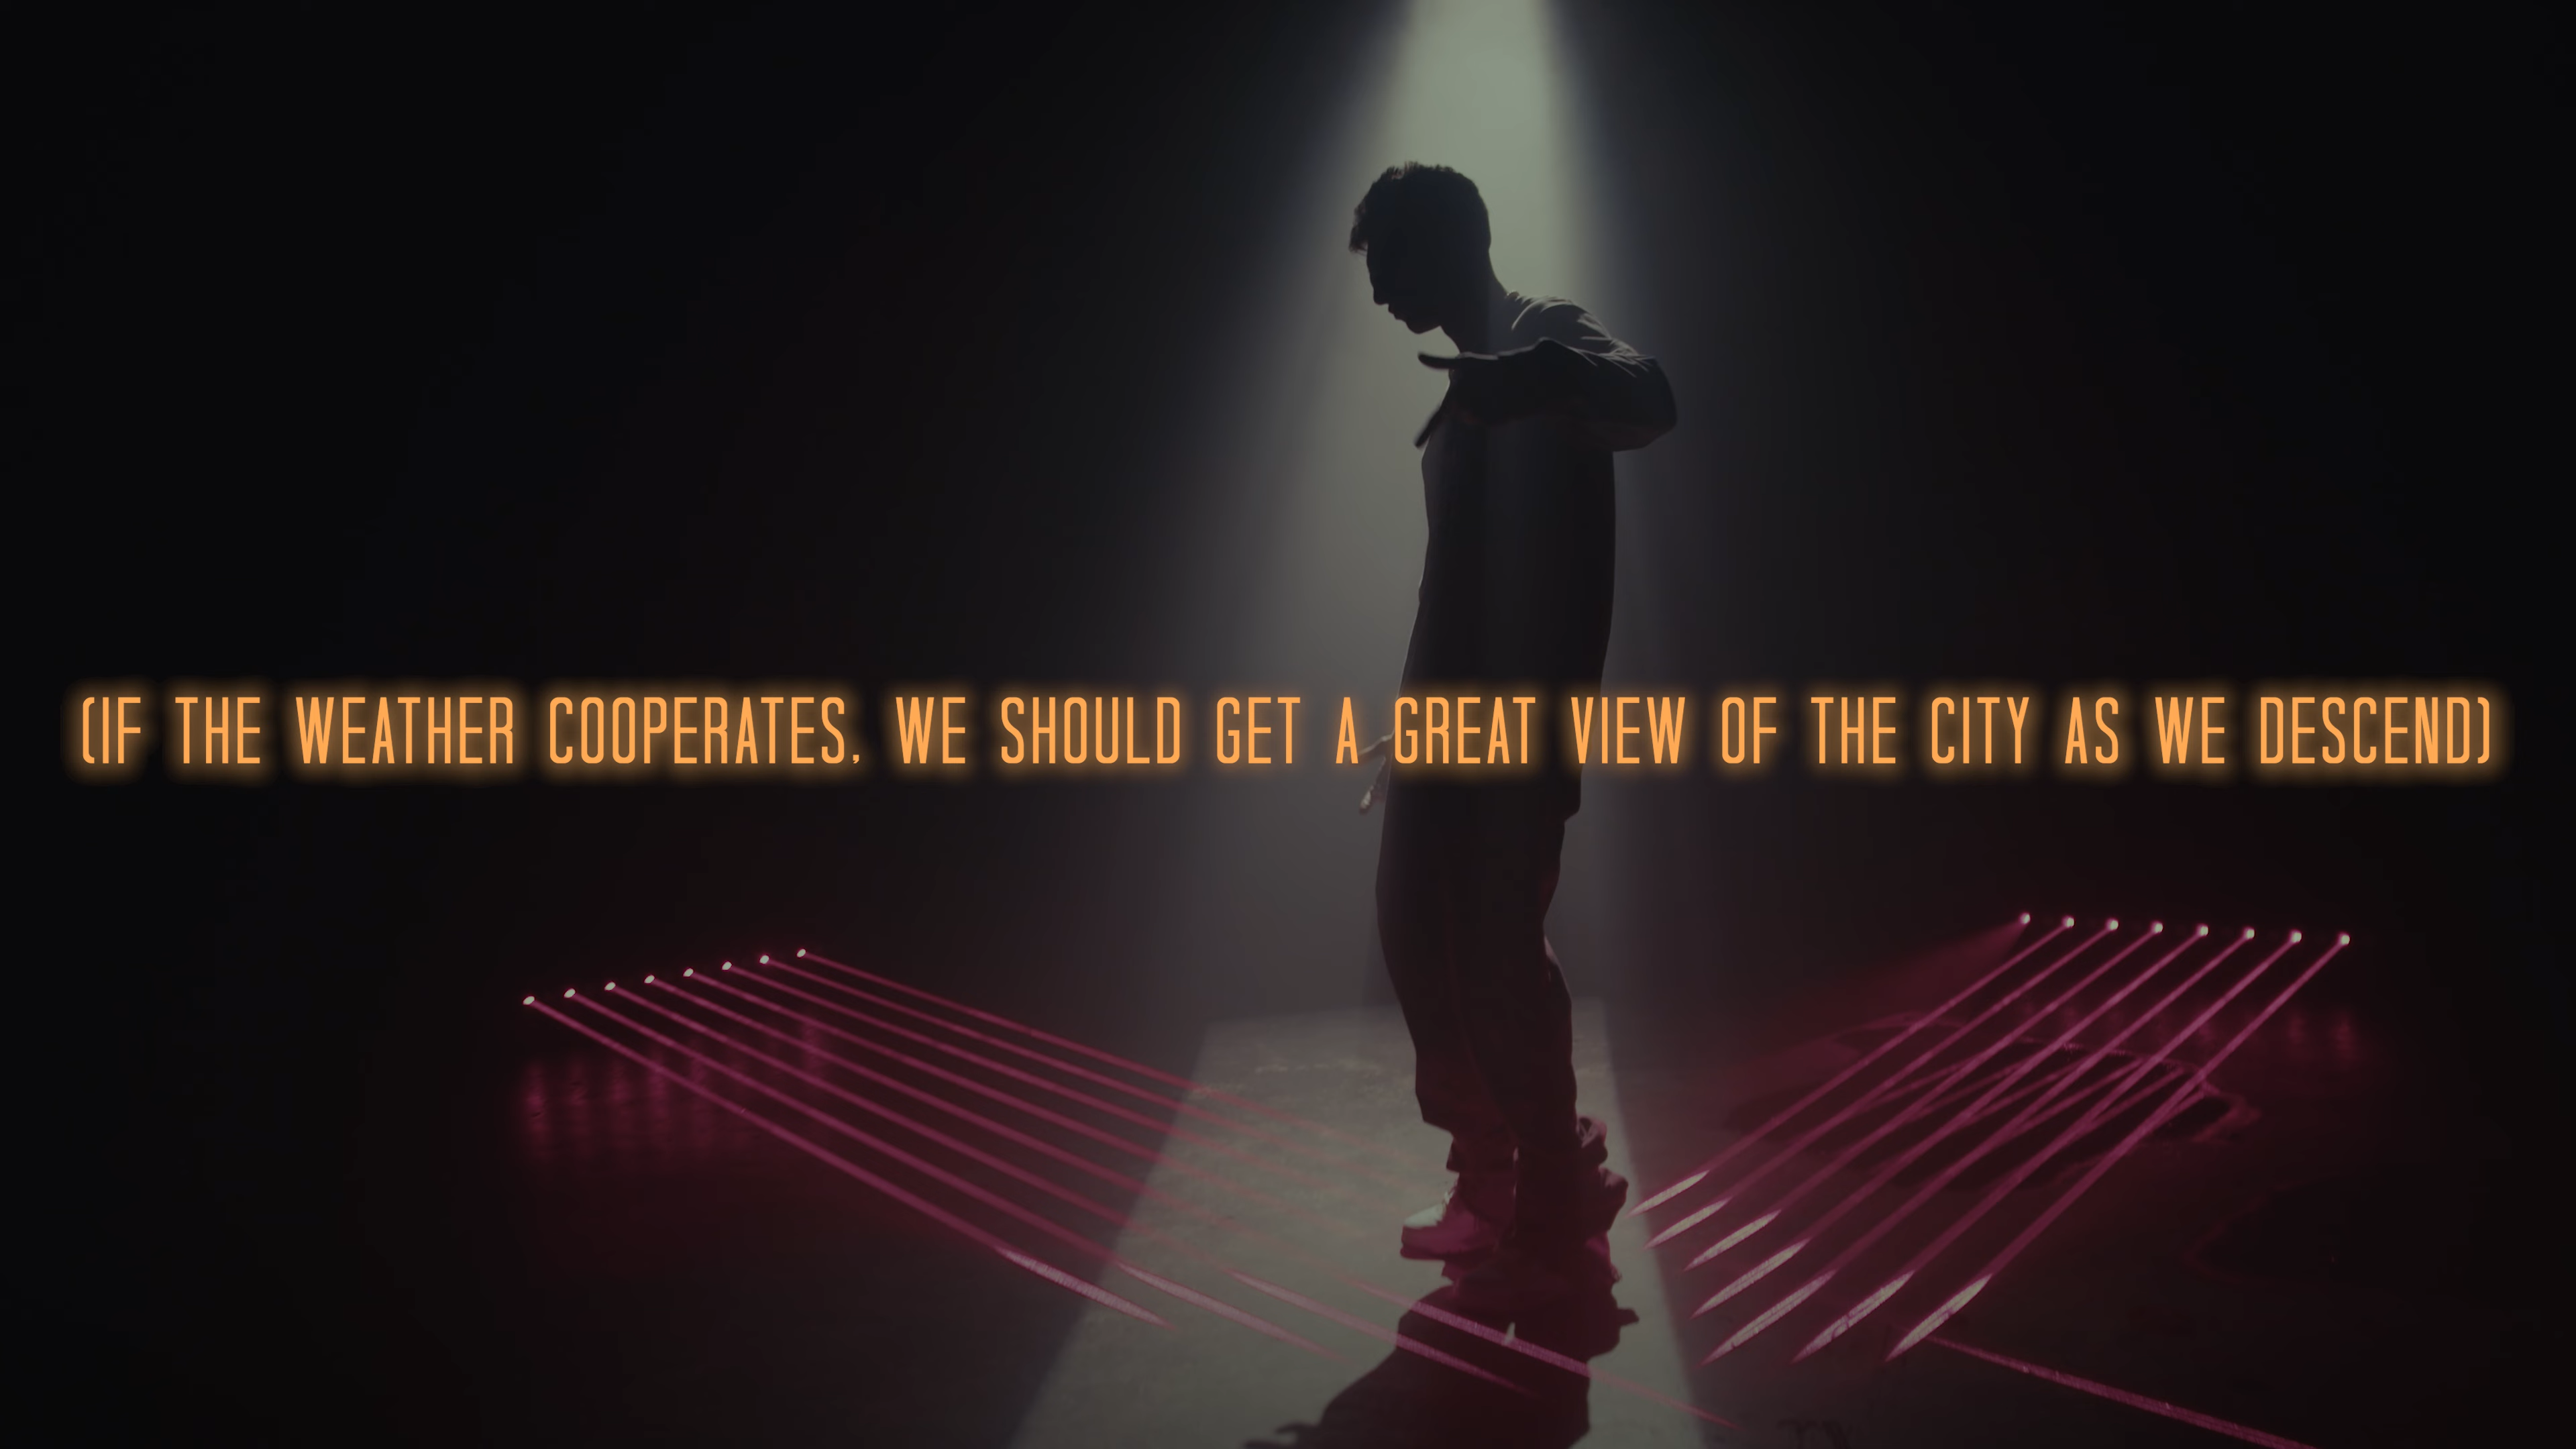 (IF THE WEATHER COOPERATES, WE SHOULD GET A GREAT VIEW OF THE CITY AS WE DESCEND)